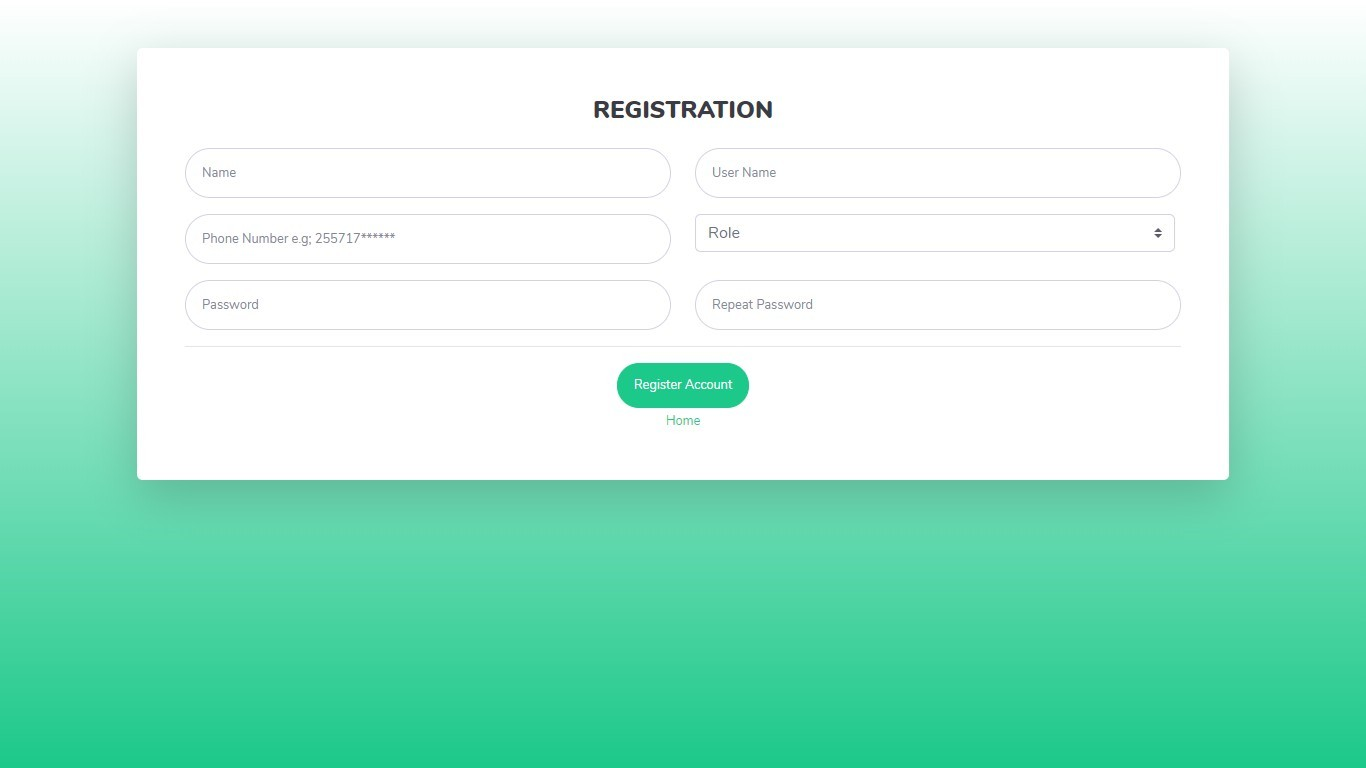 REGISTRATION
Name
User Name
Phone Number e.g; 255717******
Role
Password
Repeat Password
Register Account
Home